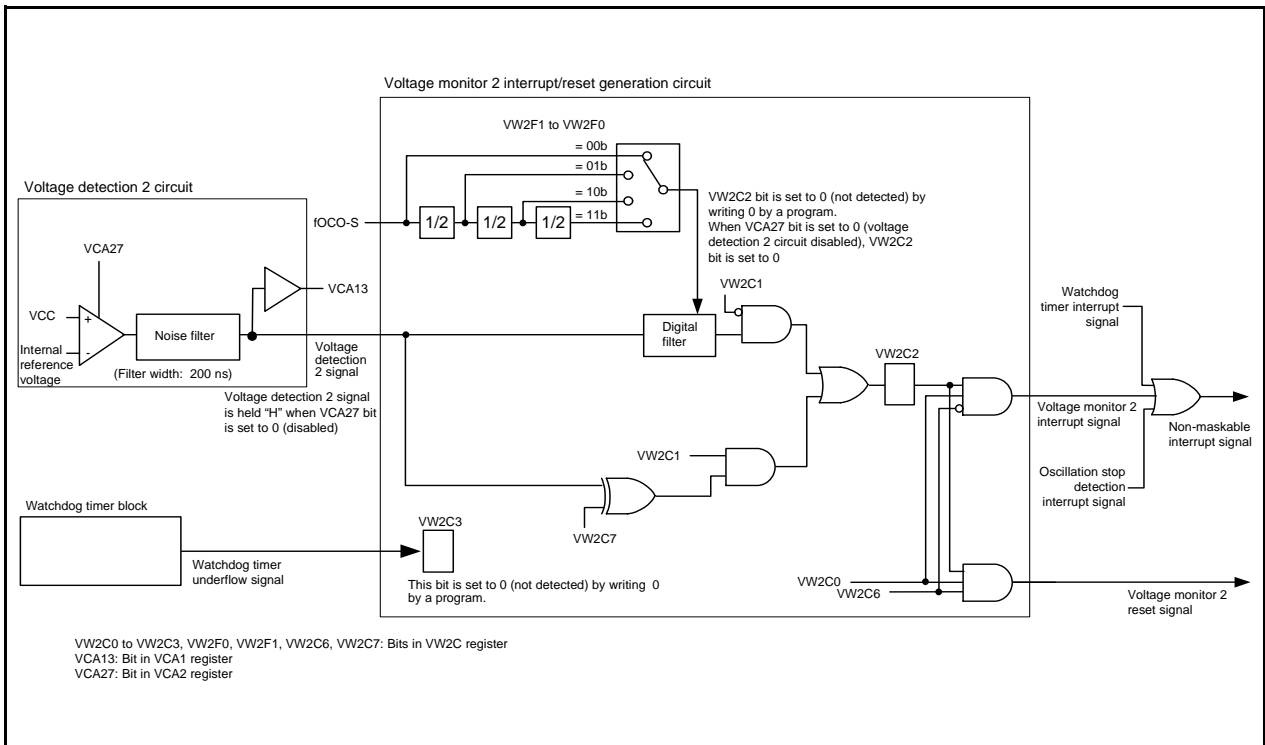 Voltage monitor 2 interrupt/reset generation circuit
VW2F1 to VW2F0
= 00b
= 01b
= 10b
= 11b
fOCO-S
1/2
1/2
1/2
Voltage detection 2 circuit
VCA27
VCC
+
-
Internal
reference
voltage
Noise filter
(Filter width: 200 ns)
VCA13
Voltage
detection
2 signal
Voltage detection 2 signal
is held “H” when VCA27 bit
is set to 0 (disabled)
VW2C2 bit is set to 0 (not detected) by
writing 0 by a program.
When VCA27 bit is set to 0 (voltage
detection 2 circuit disabled), VW2C2
bit is set to 0
VW2C1
Digital
filter
VW2C2
VW2C1
VW2C7
Watchdog
timer interrupt
signal
Voltage monitor 2
interrupt signal
Non-maskable
interrupt signal
Oscillation stop
detection
interrupt signal
Watchdog timer block
Watchdog timer
underflow signal
VW2C3
This bit is set to 0 (not detected) by writing 0
by a program.
VW2C0
VW2C6
Voltage monitor 2
reset signal
VW2C0 to VW2C3, VW2F0, VW2F1, VW2C6, VW2C7: Bits in VW2C register
VCA13: Bit in VCA1 register
VCA27: Bit in VCA2 register